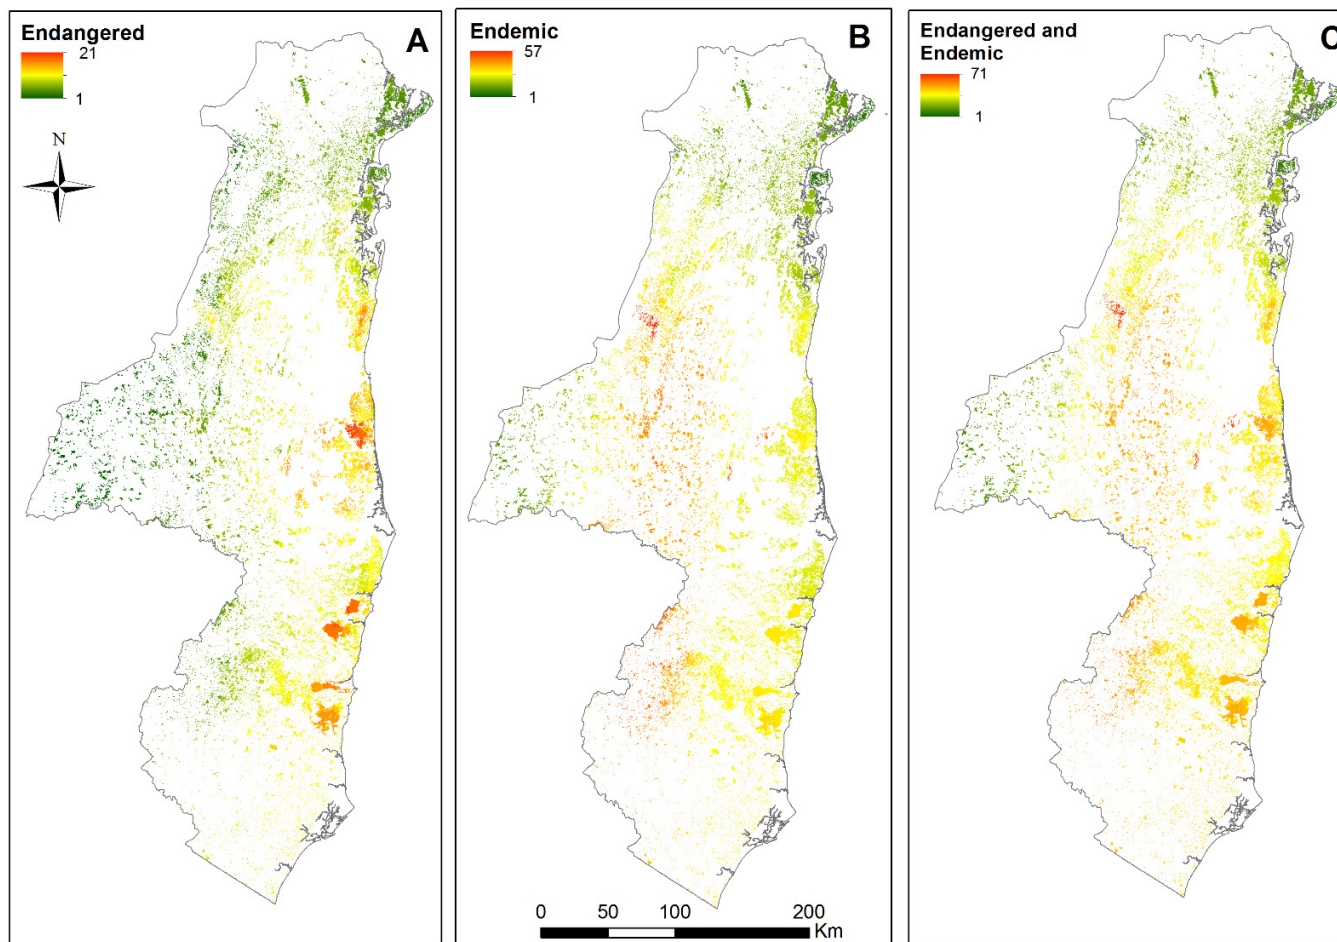 Endangered
21
1
A
N
Endemic
57
1
B
0 50 100 200
Km
Endangered and
Endemic
71
1
C